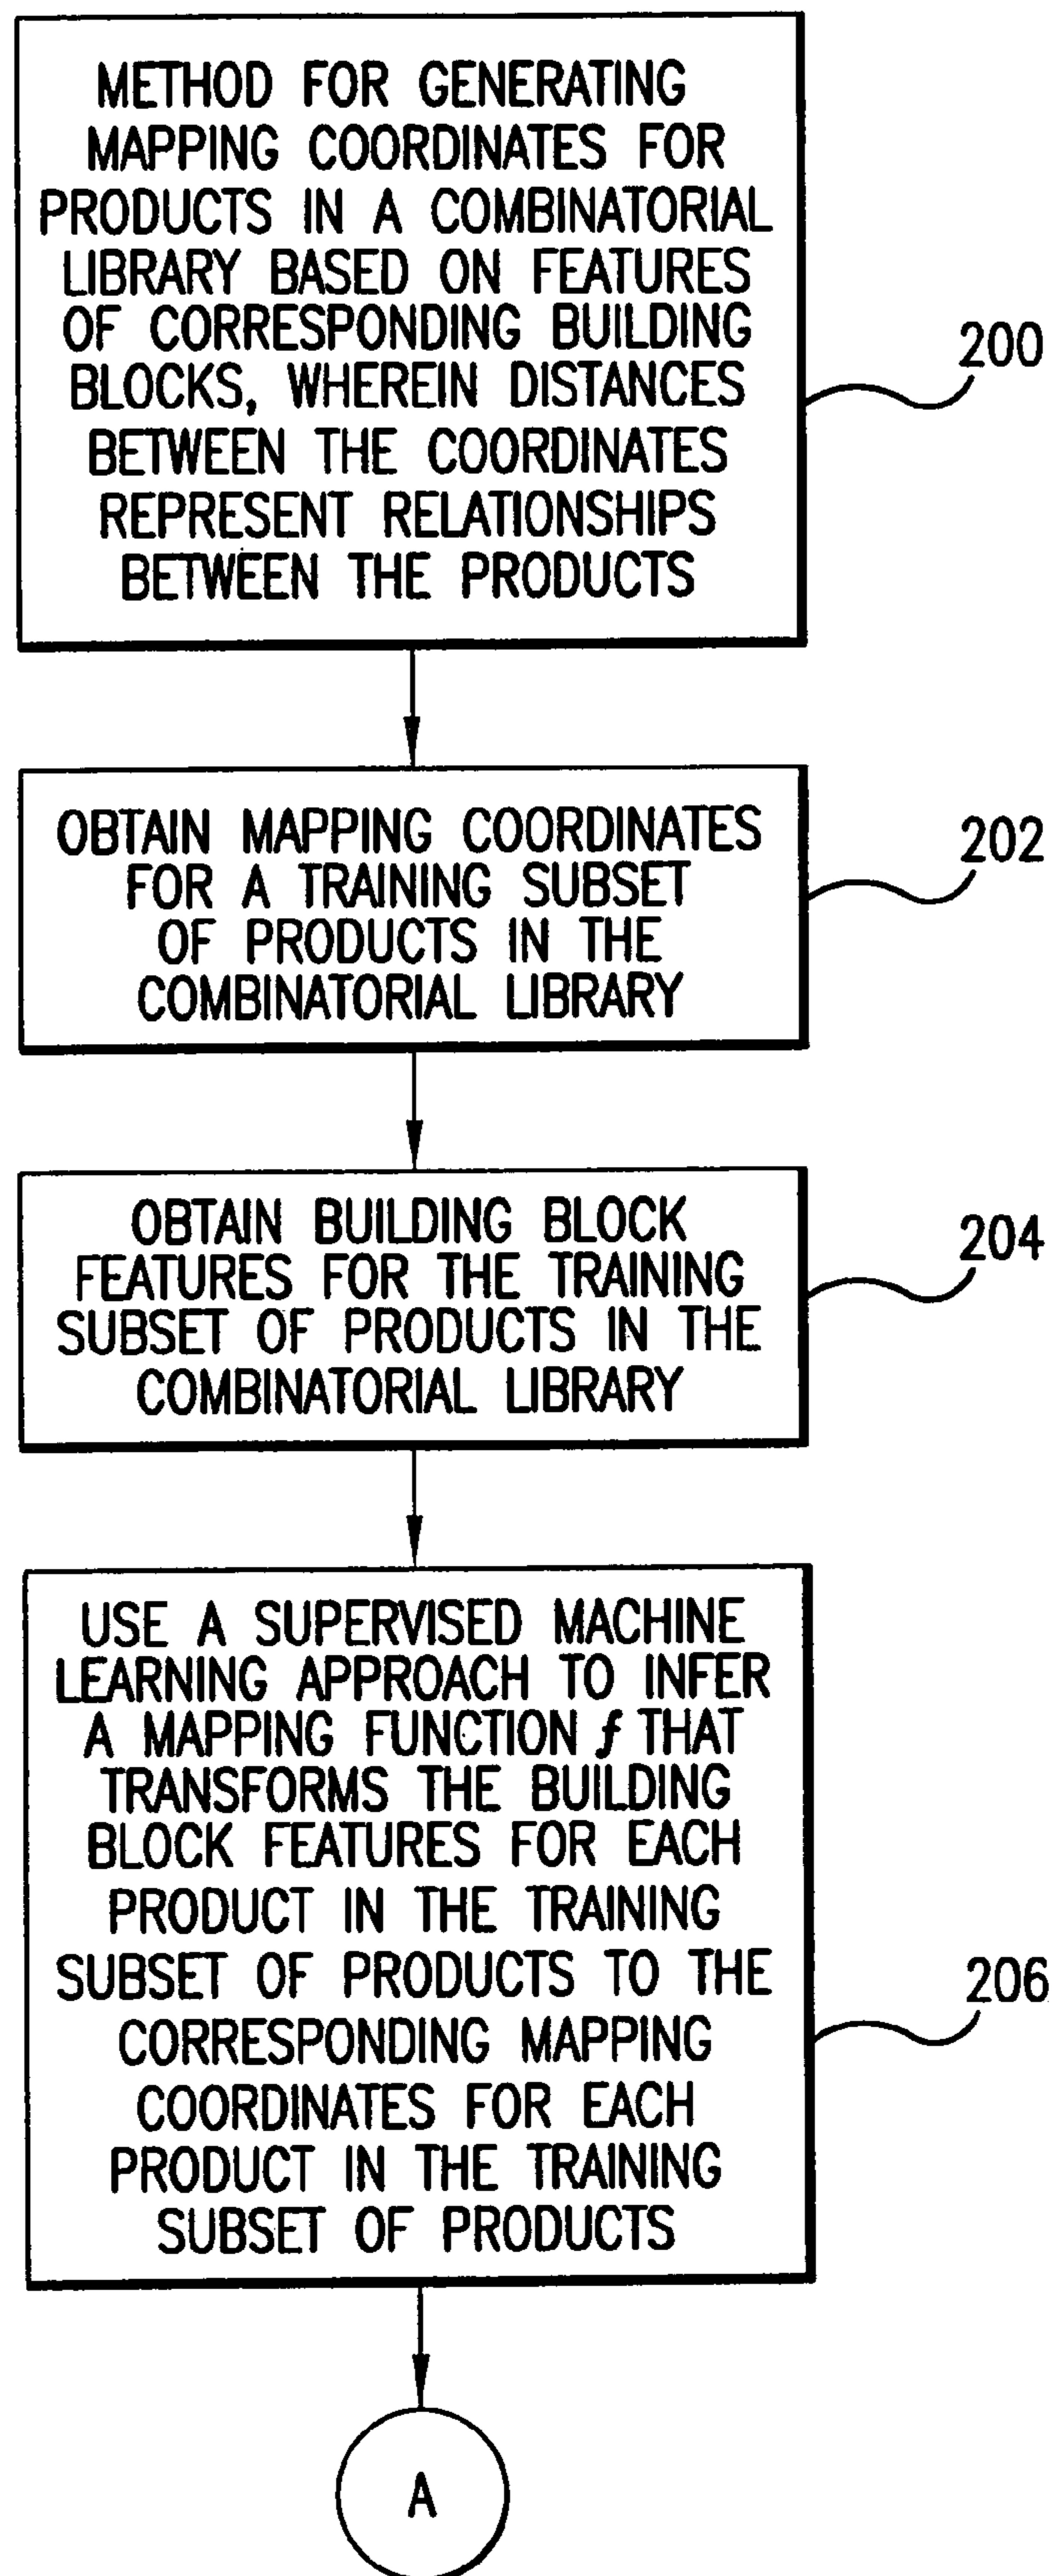 METHOD FOR GENERATING
MAPPING COORDINATES FOR
PRODUCTS IN A COMBINATORIAL
LIBRARY BASED ON FEATURES
OF CORRESPONDING BUILDING
BLOCKS, WHEREIN DISTANCES
BETWEEN THE COORDINATES
REPRESENT RELATIONSHIPS
BETWEEN THE PRODUCTS
200
OBTAIN MAPPING COORDINATES
FOR A TRAINING SUBSET
OF PRODUCTS IN THE
COMBINATORIAL LIBRARY
202
OBTAIN BUILDING BLOCK
FEATURES FOR THE TRAINING
SUBSET OF PRODUCTS IN THE
COMBINATORIAL LIBRARY
204
USE A SUPERVISED MACHINE
LEARNING APPROACH TO INFER
A MAPPING FUNCTION f THAT
TRANSFORMS THE BUILDING
BLOCK FEATURES FOR EACH
PRODUCT IN THE TRAINING
SUBSET OF PRODUCTS TO THE
CORRESPONDING MAPPING
COORDINATES FOR EACH
PRODUCT IN THE TRAINING
SUBSET OF PRODUCTS
206
A